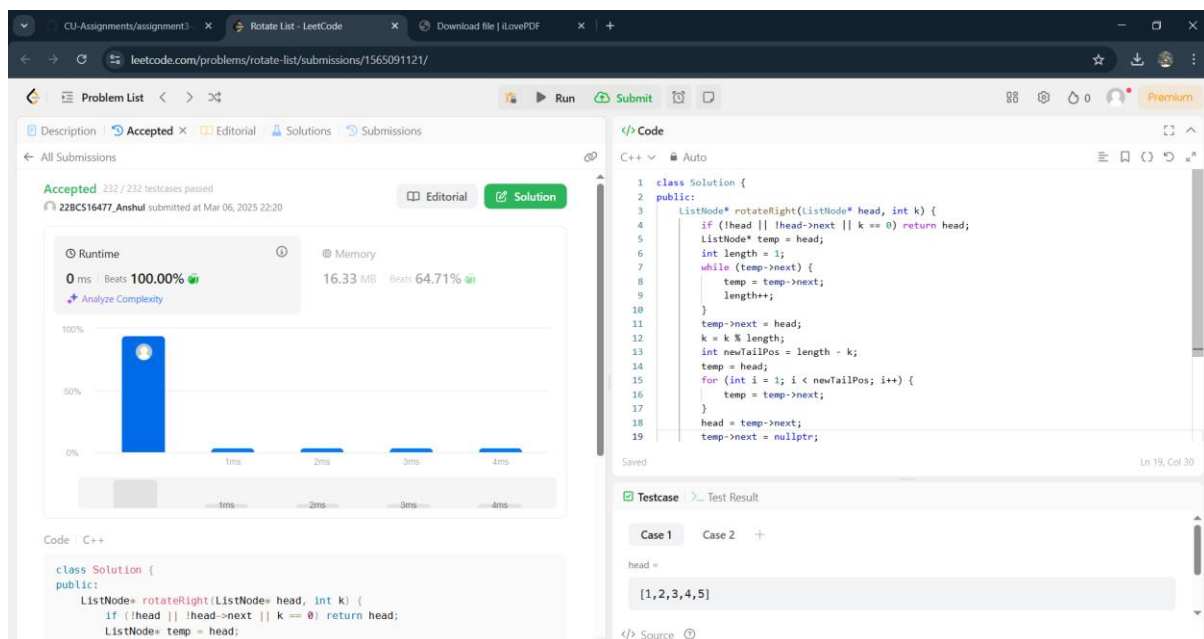 CU-Assignments/assignment3-
Rotate List - LeetCode
Download file | iLovePDF
leetcode.com/problems/rotate-list/submissions/1565091121/
Problem List
Run
Submit
0
Premium
Description
Accepted
Editorial
Solutions
Submissions
All Submissions
Accepted 232 / 232 testcases passed
22BCS16477_Anshul submitted at Mar 06, 2025 22:20
Editorial
Solution
Runtime
0 ms Beats 100.00%
Analyze Complexity
Memory
16.33 MB Beats 64.71%
100%
50%
0%
1ms 2ms 3ms 4ms
1ms 2ms 3ms 4ms
Code C++
class Solution {
public:
ListNode* rotateRight(ListNode* head, int k) {
if (!head || !head->next || k == 0) return head;
ListNode* temp = head;
</> Code
C++ Auto
1 class Solution {
2 public:
3 ListNode* rotateRight(ListNode* head, int k) {
4 if (!head || !head->next || k == 0) return head;
5 ListNode* temp = head;
6 int length = 1;
7 while (temp->next) {
8 temp = temp->next;
9 length++;
10 }
11 temp->next = head;
12 k = k % length;
13 int newTailPos = length - k;
14 temp = head;
15 for (int i = 1; i < newTailPos; i++) {
16 temp = temp->next;
17 }
18 head = temp->next;
19 temp->next = nullptr;
Saved
Ln 19, Col 30
Testcase
Test Result
Case 1
Case 2
head =
[1,2,3,4,5]
</> Source